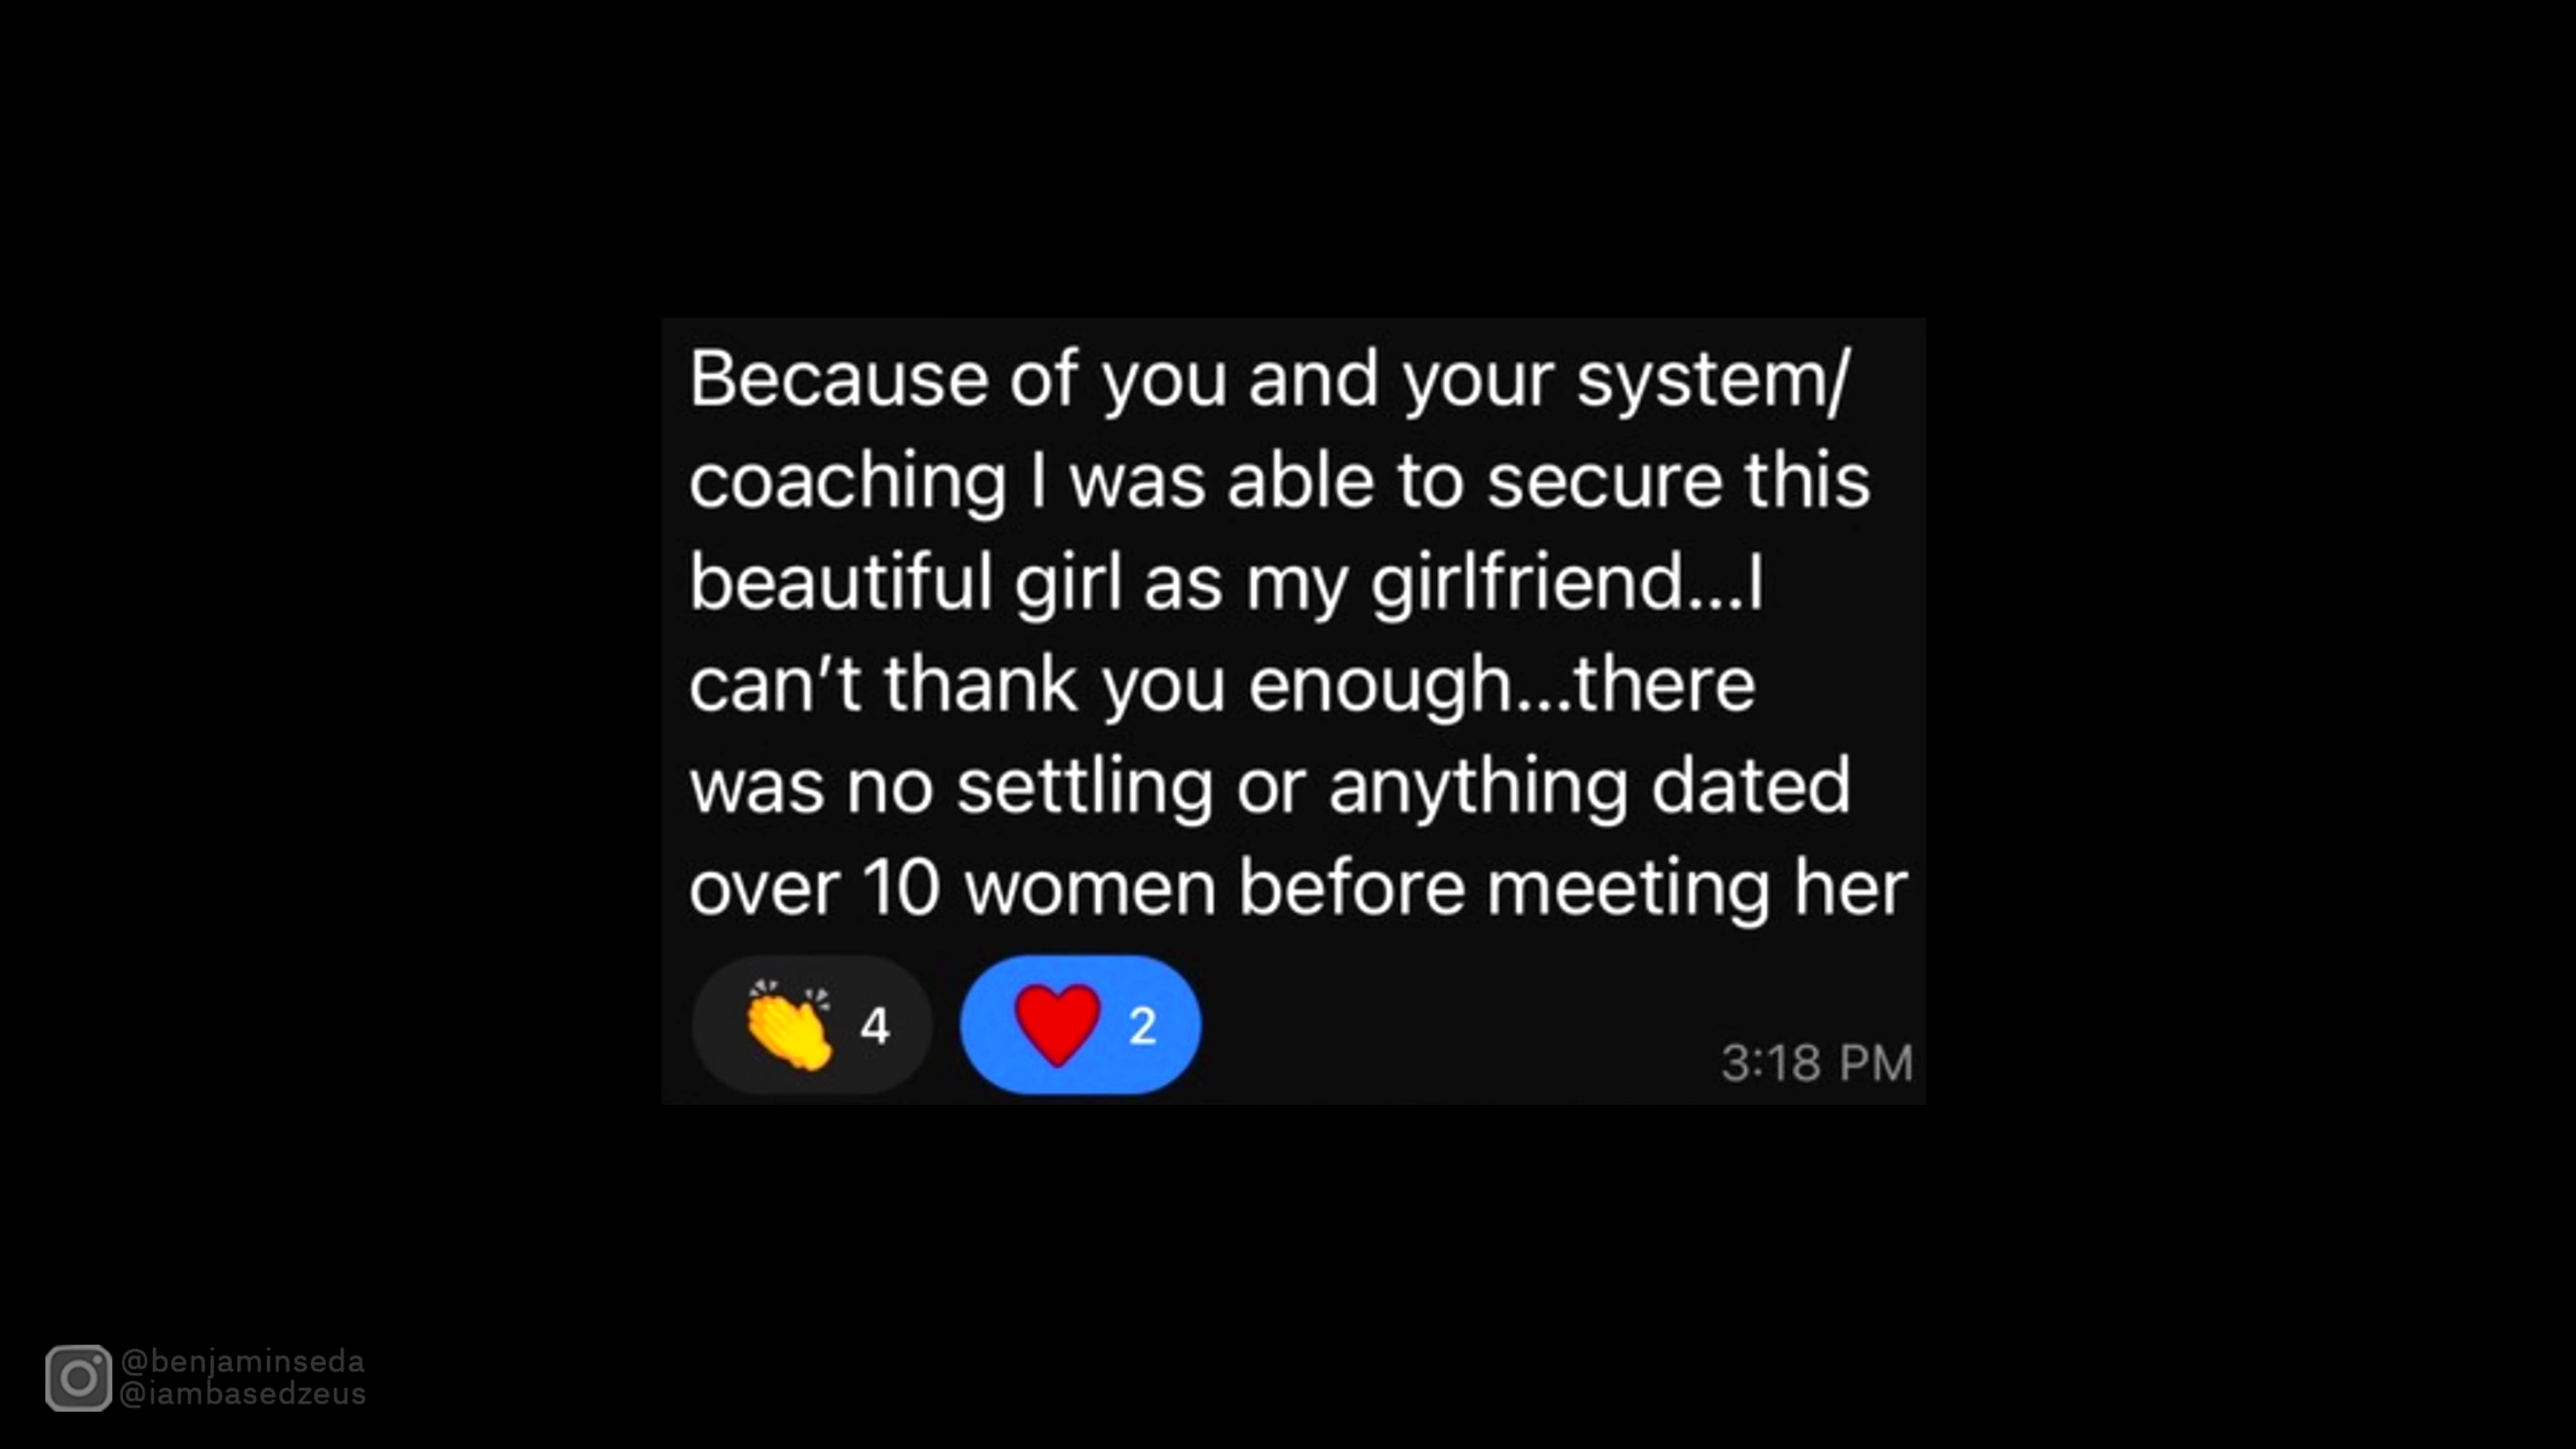 Because of you and your system/
coaching I was able to secure this
beautiful girl as my girlfriend...I
can’t thank you enough...there
was no settling or anything dated
over 10 women before meeting her
👏 4 ❤️ 2
3:18 PM
@benjaminseda
@iambasedzeus